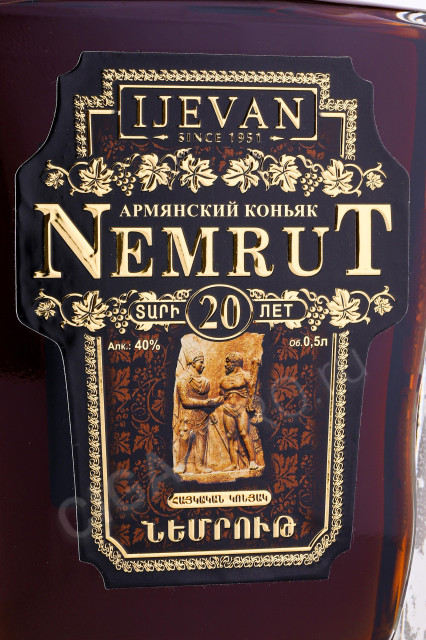 IJEVAN
SINCE 1951
АРМЯНСКИЙ КОНЬЯК
NEMRUT
ՏԱՐԻ 20 ЛЕТ
Алк.: 40% Об.0,5л
ՀԱՅԿԱԿԱՆ ԿՈՆՅԱԿ
ՆԵՄՐՈՒԹ